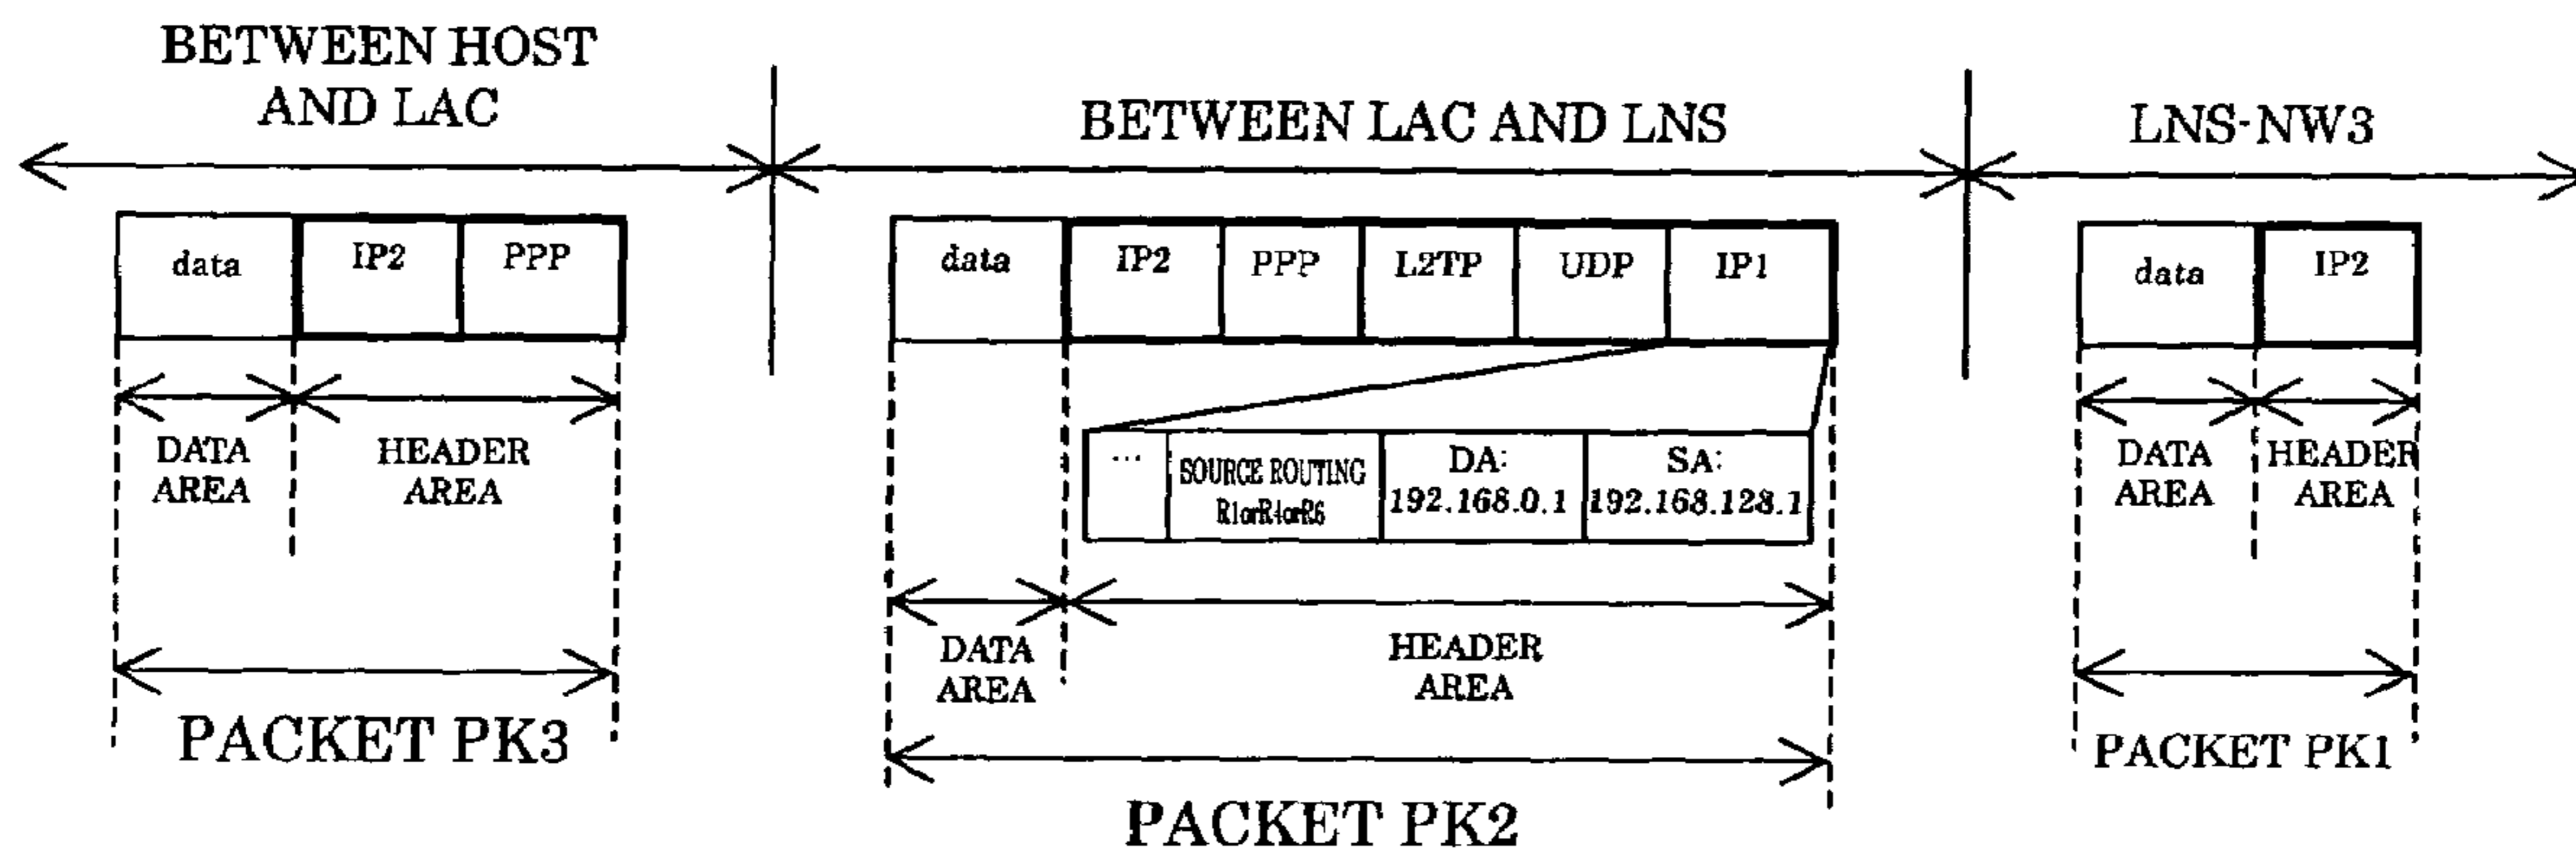 BETWEEN HOST
AND LAC
BETWEEN LAC AND LNS
LNS-NW3
data IP2 PPP
data IP2 PPP L2TP UDP IP1
data IP2
DATA
AREA
HEADER
AREA
... SOURCE ROUTING
R1orR4orR6
DA:
192.168.0.1
SA:
192.168.128.1
DATA
AREA
HEADER
AREA
DATA
AREA
HEADER
AREA
PACKET PK3
PACKET PK2
PACKET PK1